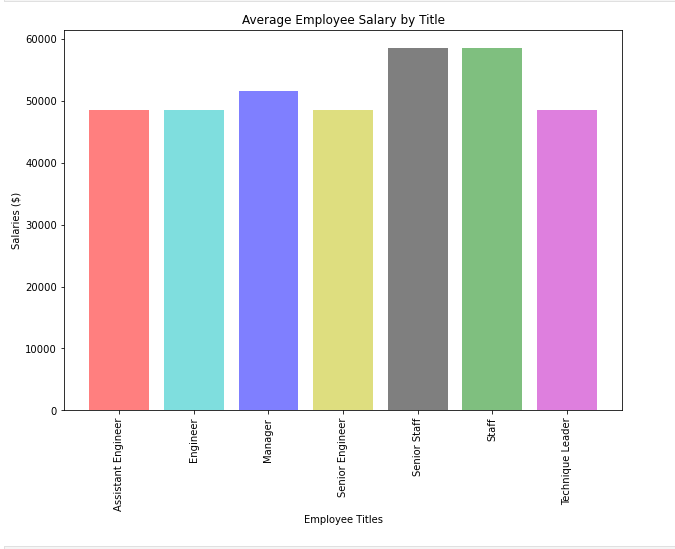 Average Employee Salary by Title
60000
50000
40000
30000
20000
10000
0
Salaries ($)
Assistant Engineer
Engineer
Manager
Senior Engineer
Senior Staff
Staff
Technique Leader
Employee Titles